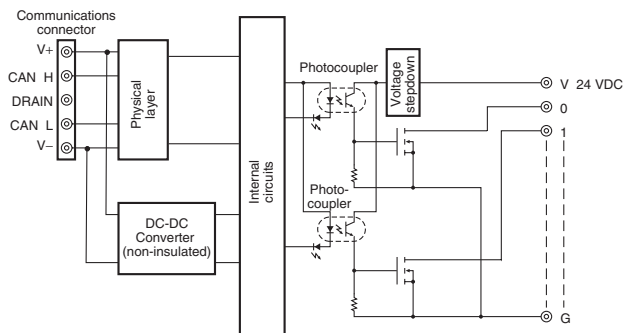 Communications
connector
V+
CAN H
DRAIN
CAN L
V−
Physical
layer
DC-DC
Converter
(non-insulated)
Internal
circuits
Photocoupler
Photo-
coupler
Voltage
stepdown
V 24 VDC
0
1
G